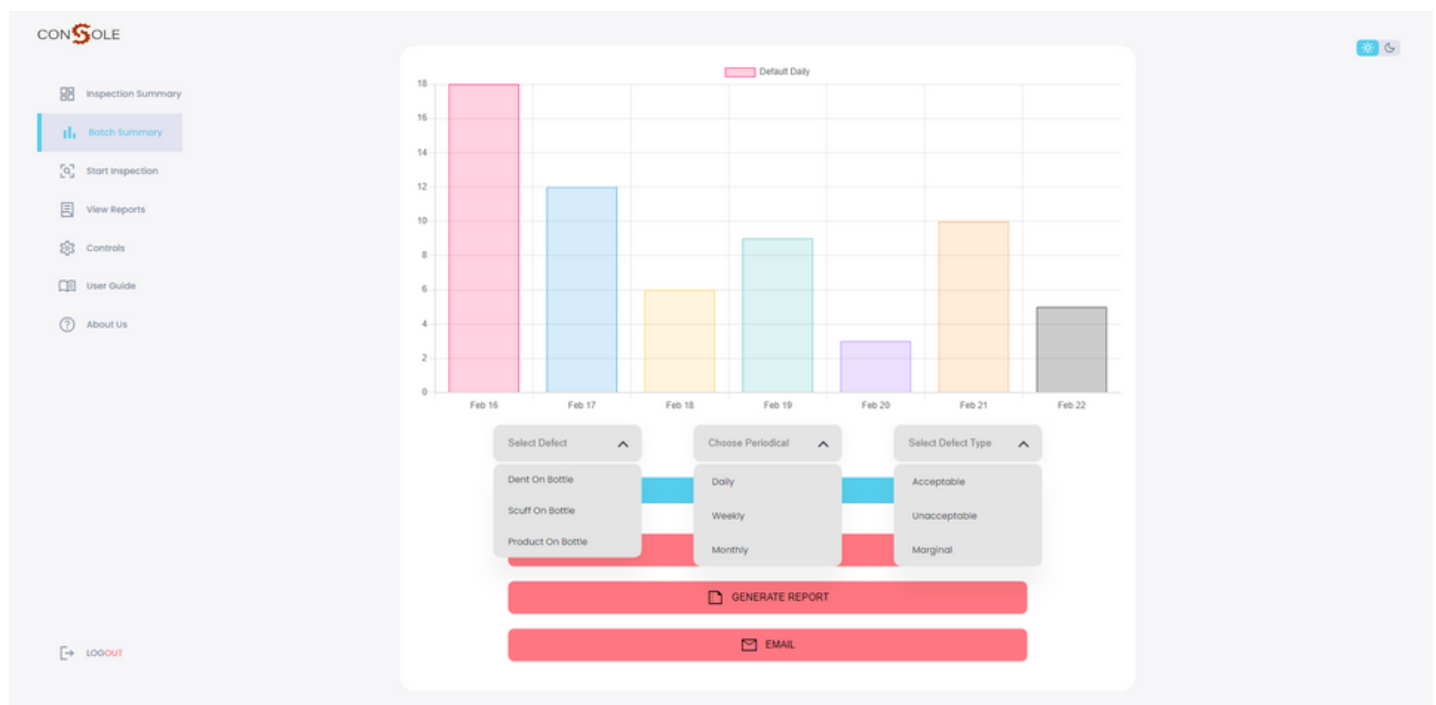 CONSOLE
Inspection Summary
Batch Summary
Start Inspection
View Reports
Controls
User Guide
About Us
LOGOUT
Default Daily
18
16
14
12
10
8
6
4
2
0
Feb 16 Feb 17 Feb 18 Feb 19 Feb 20 Feb 21 Feb 22
Select Defect
Dent On Bottle
Scuff On Bottle
Product On Bottle
Choose Periodical
Daily
Weekly
Monthly
Select Defect Type
Acceptable
Unacceptable
Marginal
GENERATE REPORT
EMAIL